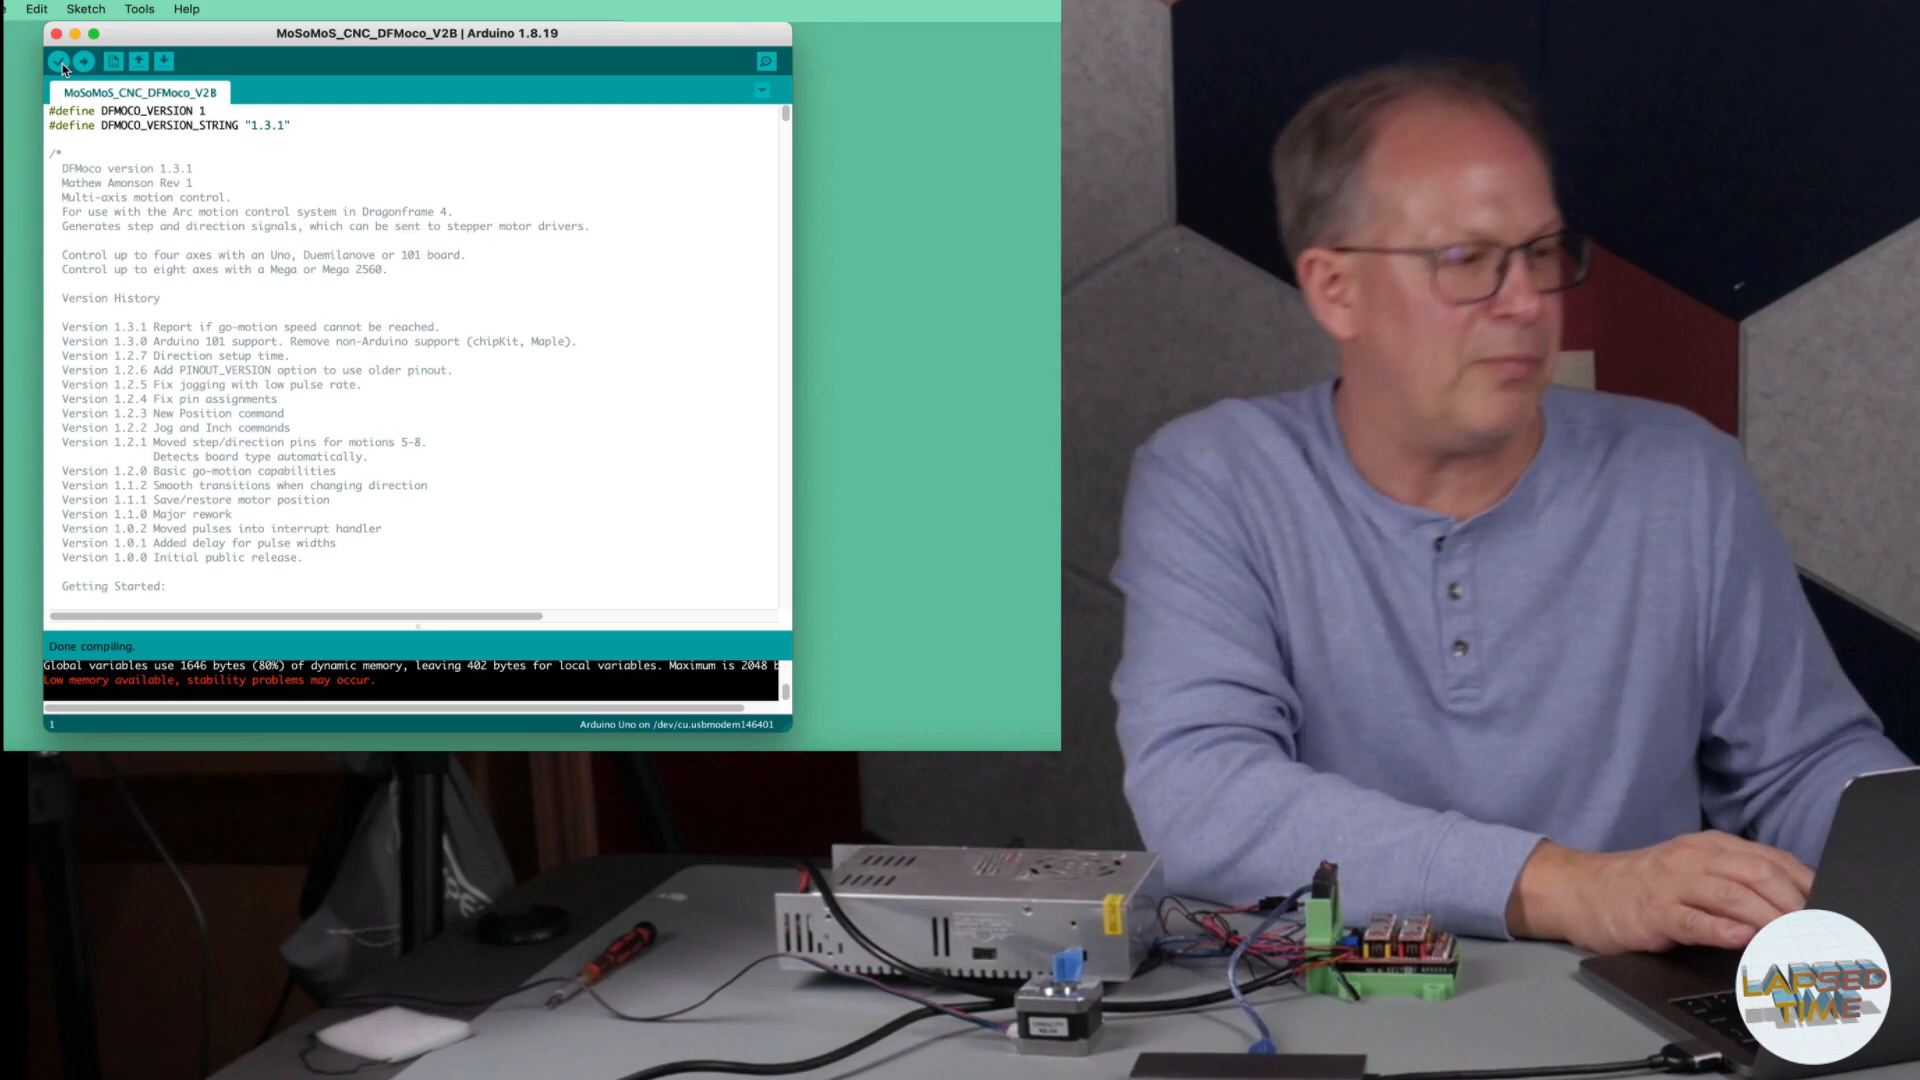 Edit Sketch Tools Help
MoSoMoS_CNC_DFMoco_V2B | Arduino 1.8.19
MoSoMoS_CNC_DFMoco_V2B
#define DFMOCO_VERSION 1
#define DFMOCO_VERSION_STRING "1.3.1"
/*
DFMoco version 1.3.1
Mathew Amonson Rev 1
Multi-axis motion control.
For use with the Arc motion control system in Dragonframe 4.
Generates step and direction signals, which can be sent to stepper motor drivers.
Control up to four axes with an Uno, Duemilanove or 101 board.
Control up to eight axes with a Mega or Mega 2560.
Version History
Version 1.3.1 Report if go-motion speed cannot be reached.
Version 1.3.0 Arduino 101 support. Remove non-Arduino support (chipKit, Maple).
Version 1.2.7 Direction setup time.
Version 1.2.6 Add PINOUT_VERSION option to use older pinout.
Version 1.2.5 Fix jogging with low pulse rate.
Version 1.2.4 Fix pin assignments
Version 1.2.3 New Position command
Version 1.2.2 Jog and Inch commands
Version 1.2.1 Moved step/direction pins for motions 5-8.
Detects board type automatically.
Version 1.2.0 Basic go-motion capabilities
Version 1.1.2 Smooth transitions when changing direction
Version 1.1.1 Save/restore motor position
Version 1.1.0 Major rework
Version 1.0.2 Moved pulses into interrupt handler
Version 1.0.1 Added delay for pulse widths
Version 1.0.0 Initial public release.
Getting Started:
Done compiling.
Global variables use 1646 bytes (80%) of dynamic memory, leaving 402 bytes for local variables. Maximum is 2048 b
Low memory available, stability problems may occur.
1
Arduino Uno on /dev/cu.usbmodem146401
LAPSED
TIME